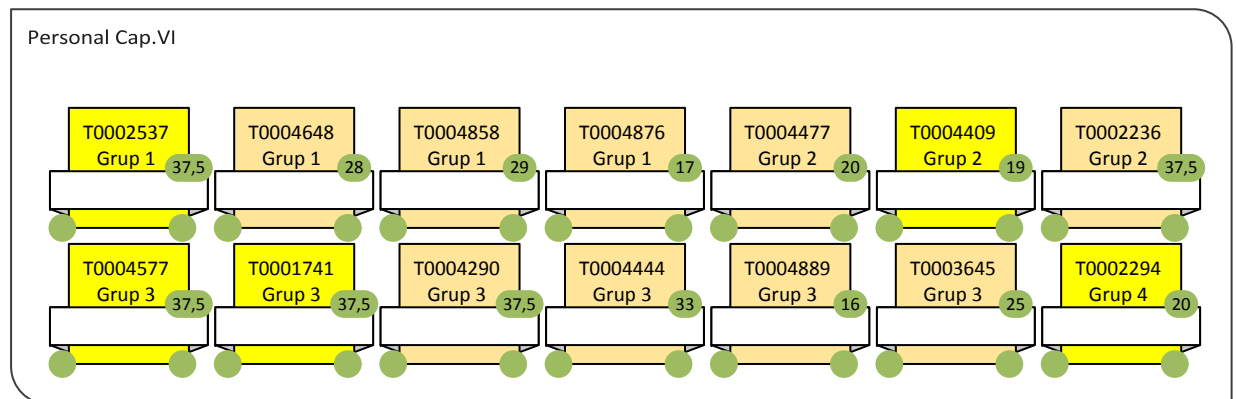 Personal Cap.VI
T0002537
Grup 1
37,5
T0004648
Grup 1
28
T0004858
Grup 1
29
T0004876
Grup 1
17
T0004477
Grup 2
20
T0004409
Grup 2
19
T0002236
Grup 2
37,5
T0004577
Grup 3
37,5
T0001741
Grup 3
37,5
T0004290
Grup 3
37,5
T0004444
Grup 3
33
T0004889
Grup 3
16
T0003645
Grup 3
25
T0002294
Grup 4
20